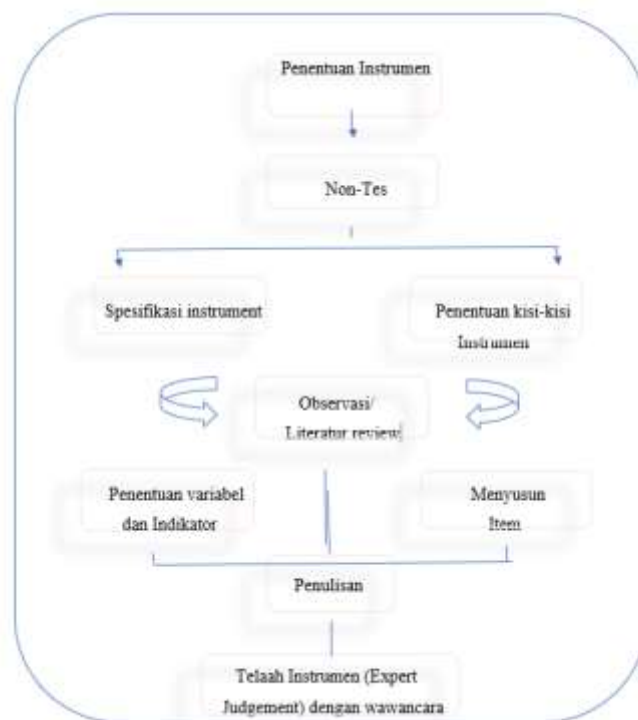 Penentuan Instrumen
Non-Tes
Spesifikasi instrument
Penentuan kisi-kisi
Instrumen
Observasi/
Literatur review
Penentuan variabel
dan Indikator
Menyusun
Item
Penulisan
Telaah Instrumen (Expert
Judgement) dengan wawancara